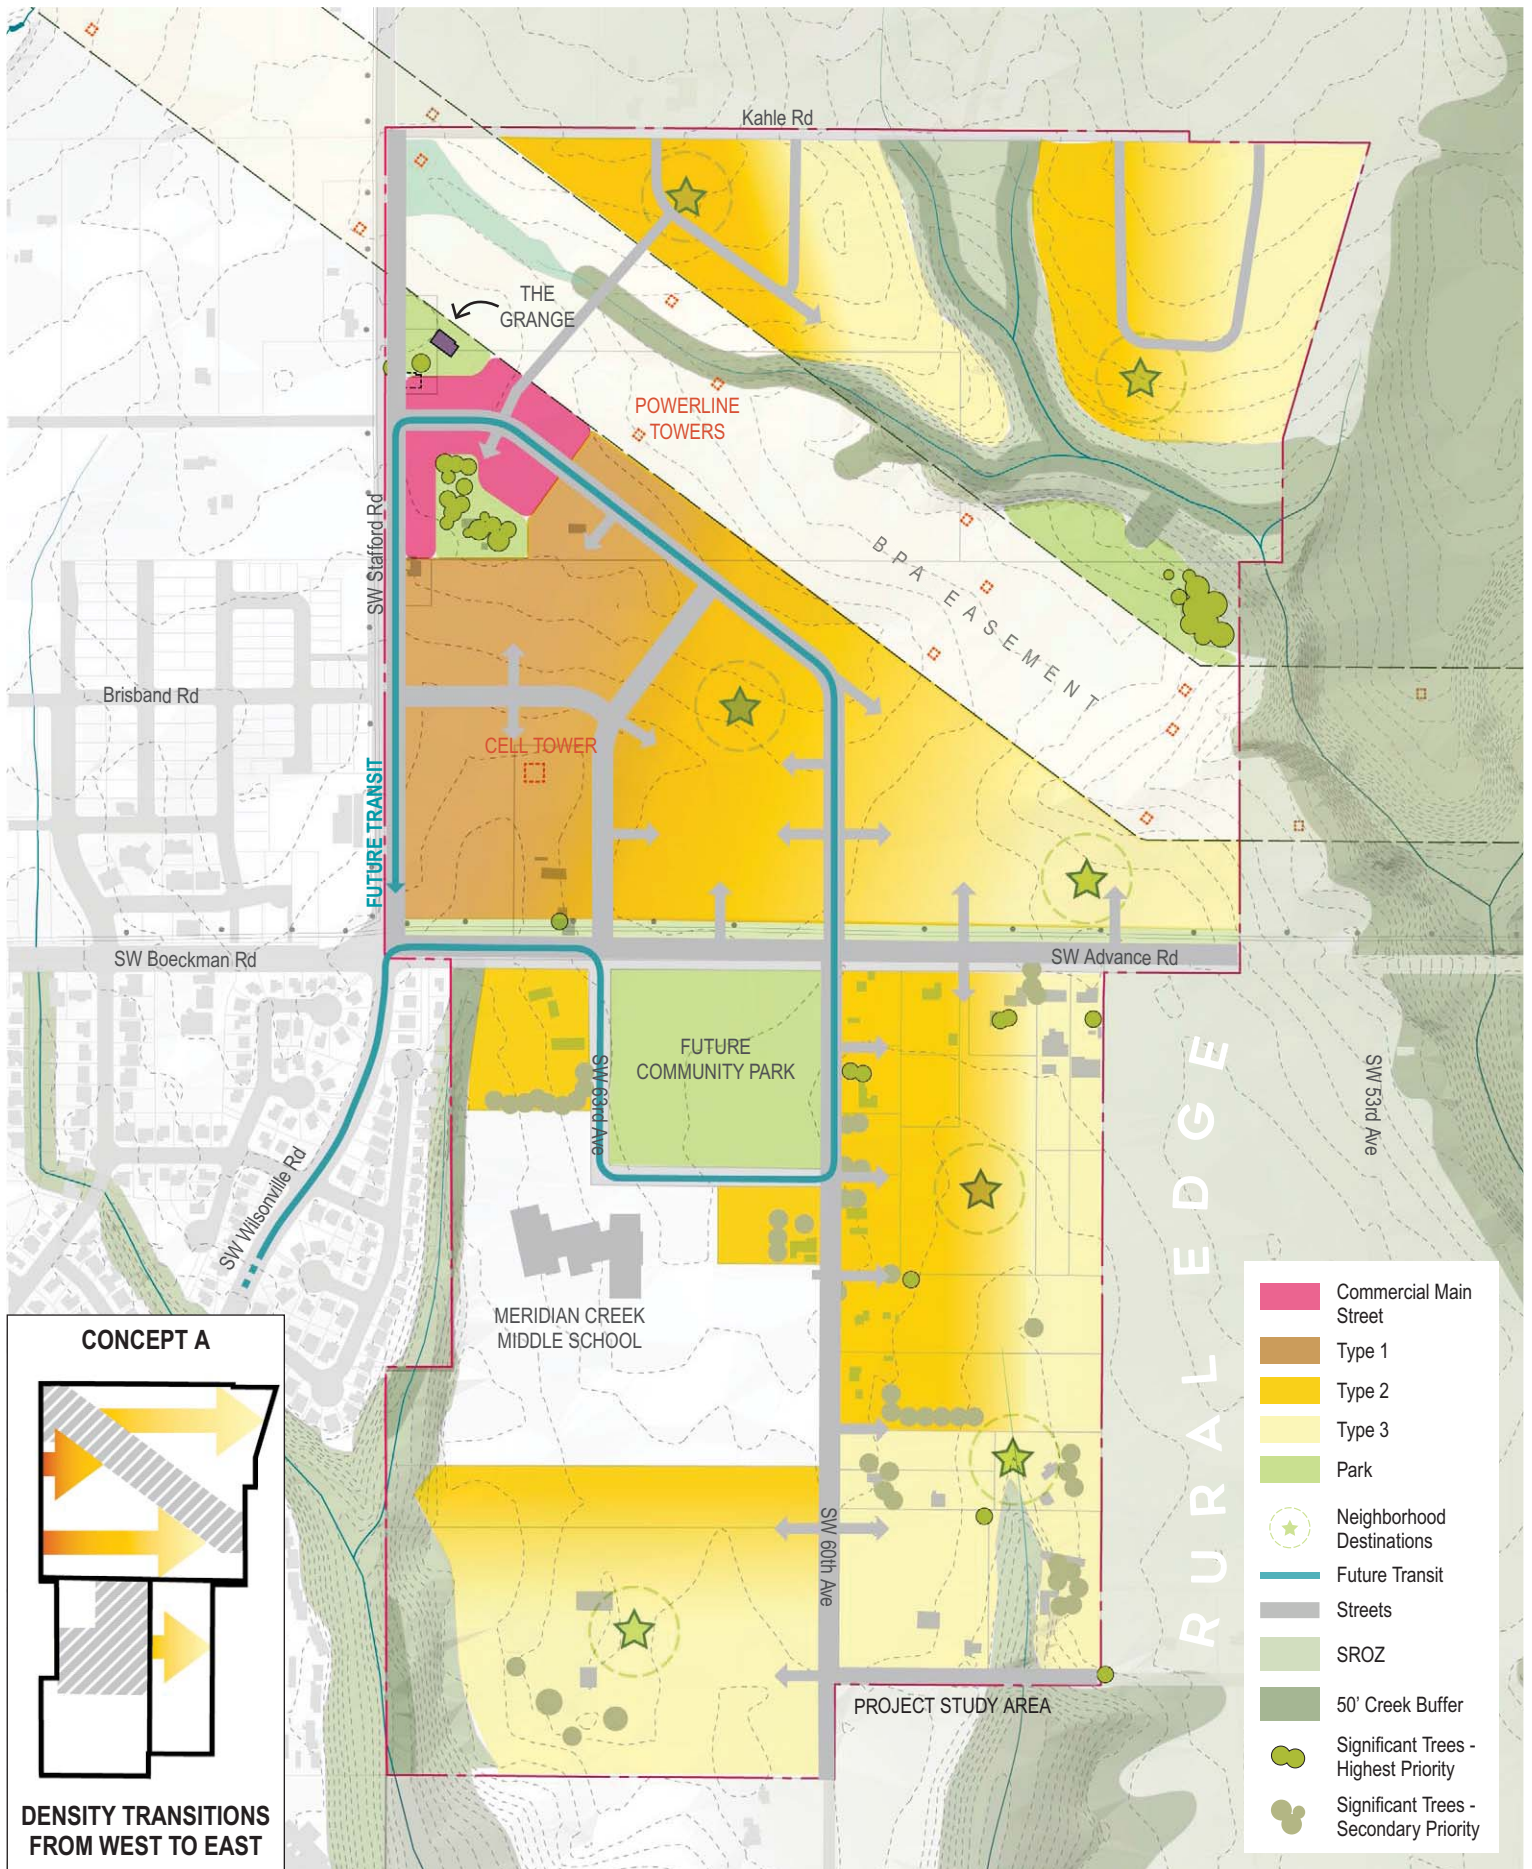 Kahle Rd
THE
GRANGE
POWERLINE
TOWERS
SW Stafford Rd
BPA EASEMENT
Brisband Rd
CELL TOWER
FUTURE TRANSIT
SW Boeckman Rd
SW Advance Rd
FUTURE
COMMUNITY PARK
SW 63rd Ave
SW 53rd Ave
RURAL EDGE
SW Wilsonville Rd
MERIDIAN CREEK
MIDDLE SCHOOL
SW 60th Ave
PROJECT STUDY AREA
CONCEPT A
DENSITY TRANSITIONS
FROM WEST TO EAST
Commercial Main
Street
Type 1
Type 2
Type 3
Park
Neighborhood
Destinations
Future Transit
Streets
SROZ
50' Creek Buffer
Significant Trees -
Highest Priority
Significant Trees -
Secondary Priority